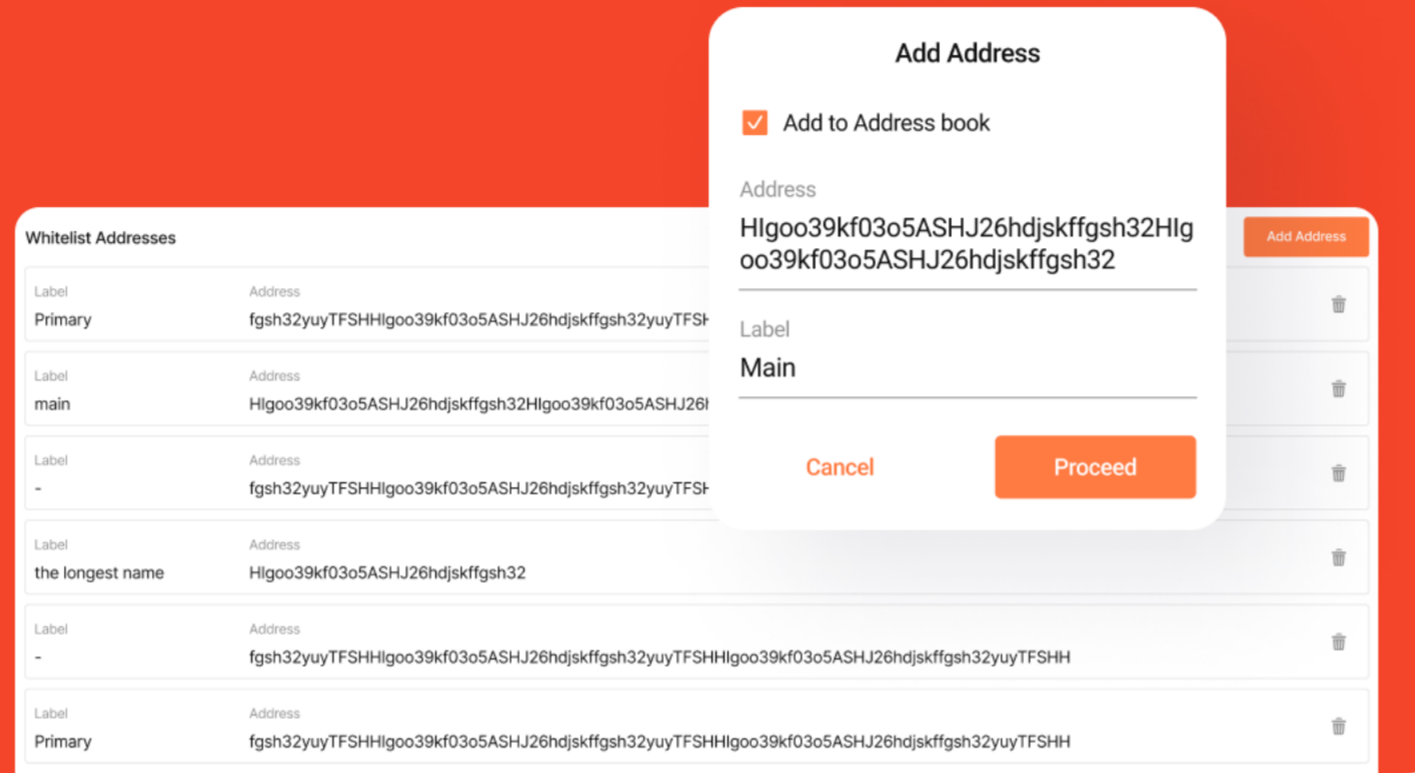 Add Address
Add to Address book
Address
HIgoo39kf03o5ASHJ26hdjskffgsh32HIg
oo39kf03o5ASHJ26hdjskffgsh32
Label
Main
Cancel Proceed
Whitelist Addresses Add Address
Label Address
Primary fgsh32yuyTFSHHIgoo39kf03o5ASHJ26hdjskffgsh32yuyTFSH
Label Address
main HIgoo39kf03o5ASHJ26hdjskffgsh32HIgoo39kf03o5ASHJ26h
Label Address
- fgsh32yuyTFSHHIgoo39kf03o5ASHJ26hdjskffgsh32yuyTFSH
Label Address
the longest name HIgoo39kf03o5ASHJ26hdjskffgsh32
Label Address
- fgsh32yuyTFSHHIgoo39kf03o5ASHJ26hdjskffgsh32yuyTFSHHIgoo39kf03o5ASHJ26hdjskffgsh32yuyTFSHH
Label Address
Primary fgsh32yuyTFSHHIgoo39kf03o5ASHJ26hdjskffgsh32yuyTFSHHIgoo39kf03o5ASHJ26hdjskffgsh32yuyTFSHH